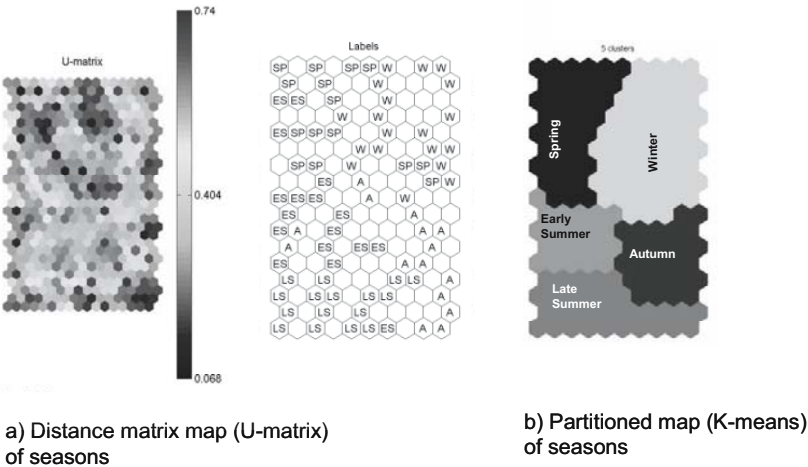 0.74
U-matrix
0.404
0.068
Labels
SP SP SP SP W W W
SP SP W W
ES ES SP W
W W W
ES SP SP SP W W
W W W W
SP SP W SP SP W
ES A SP W
ES ES ES A W
ES ES A
ES A ES A A
A ES ES ES A
ES ES A A
LS LS LS LS A
LS LS LS LS LS A
LS LS LS A
LS LS LS LS ES A A
5 clusters
Spring
Winter
Early
Summer
Autumn
Late
Summer
a) Distance matrix map (U-matrix)
of seasons
b) Partitioned map (K-means)
of seasons